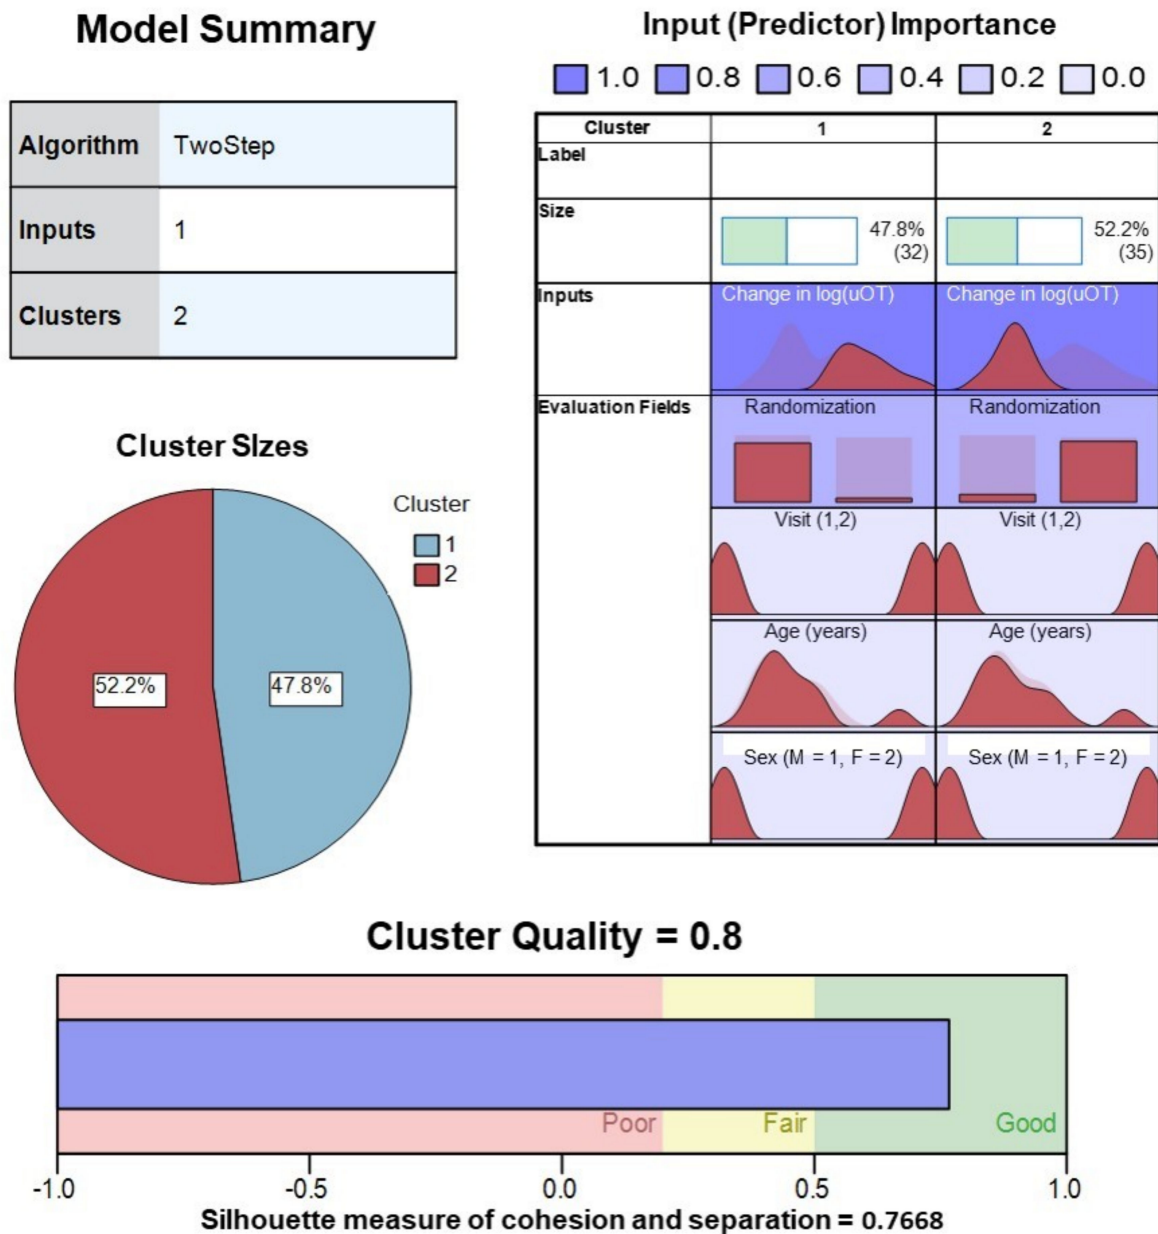 Model Summary
Algorithm TwoStep
Inputs 1
Clusters 2
Cluster SIzes
Cluster
1
2
52.2%
47.8%
Input (Predictor) Importance
1.0 0.8 0.6 0.4 0.2 0.0
Cluster 1 2
Label
Size 47.8% (32) 52.2% (35)
Inputs Change in log(uOT) Change in log(uOT)
Evaluation Fields Randomization Randomization
Visit (1,2) Visit (1,2)
Age (years) Age (years)
Sex (M = 1, F = 2) Sex (M = 1, F = 2)
Cluster Quality = 0.8
Poor Fair Good
-1.0 -0.5 0.0 0.5 1.0
Silhouette measure of cohesion and separation = 0.7668